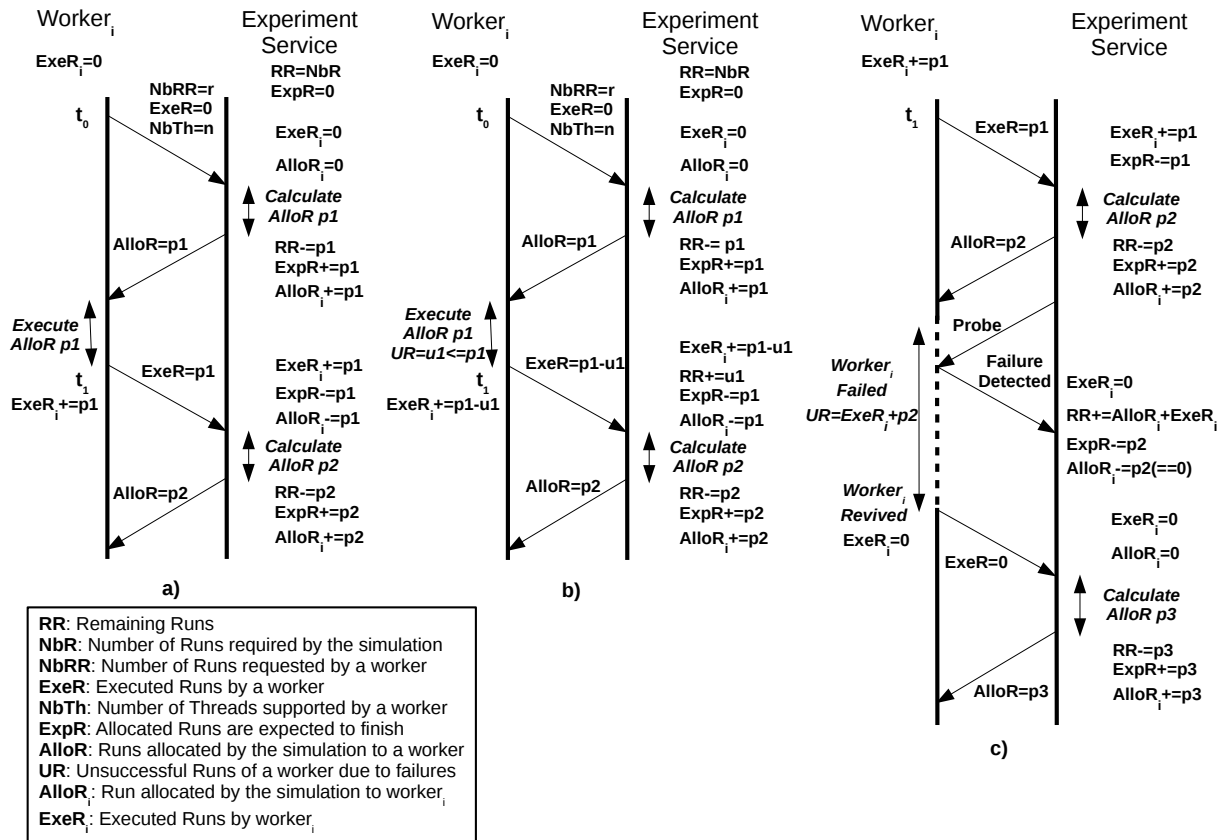 Worker_i
Experiment
Service
ExeR_i=0
RR=NbR
ExpR=0
NbRR=r
ExeR=0
NbTh=n
t_0
ExeR_i=0
AlloR_i=0
Calculate
AlloR p1
AlloR=p1
RR-=p1
ExpR+=p1
AlloR_i+=p1
Execute
AlloR p1
t_1
ExeR_i+=p1
ExeR=p1
ExeR_i+=p1
ExpR-=p1
AlloR_i-=p1
Calculate
AlloR p2
AlloR=p2
RR-=p2
ExpR+=p2
AlloR_i+=p2
a)
Worker_i
Experiment
Service
ExeR_i=0
RR=NbR
ExpR=0
NbRR=r
ExeR=0
NbTh=n
t_0
ExeR_i=0
AlloR_i=0
Calculate
AlloR p1
AlloR=p1
RR-= p1
ExpR+=p1
AlloR_i+=p1
Execute
AlloR p1
UR=u1<=p1
t_1
ExeR_i+=p1-u1
ExeR=p1-u1
ExeR_i+=p1-u1
RR+=u1
ExpR-=p1
AlloR_i-=p1
Calculate
AlloR p2
AlloR=p2
RR-=p2
ExpR+=p2
AlloR_i+=p2
b)
Worker_i
Experiment
Service
ExeR_i+=p1
t_1
ExeR=p1
ExeR_i+=p1
ExpR-=p1
Calculate
AlloR p2
AlloR=p2
RR-=p2
ExpR+=p2
AlloR_i+=p2
Probe
Worker_i
Failed
UR=ExeR_i+p2
Failure
Detected
ExeR_i=0
RR+=AlloR_i+ExeR_i
ExpR-=p2
AlloR_i-=p2(==0)
Worker_i
Revived
ExeR_i=0
ExeR=0
ExeR_i=0
AlloR_i=0
Calculate
AlloR p3
AlloR=p3
RR-=p3
ExpR+=p3
AlloR_i+=p3
c)
RR: Remaining Runs
NbR: Number of Runs required by the simulation
NbRR: Number of Runs requested by a worker
ExeR: Executed Runs by a worker
NbTh: Number of Threads supported by a worker
ExpR: Allocated Runs are expected to finish
AlloR: Runs allocated by the simulation to a worker
UR: Unsuccessful Runs of a worker due to failures
AlloR_i: Run allocated by the simulation to worker_i
ExeR_i: Executed Runs by worker_i